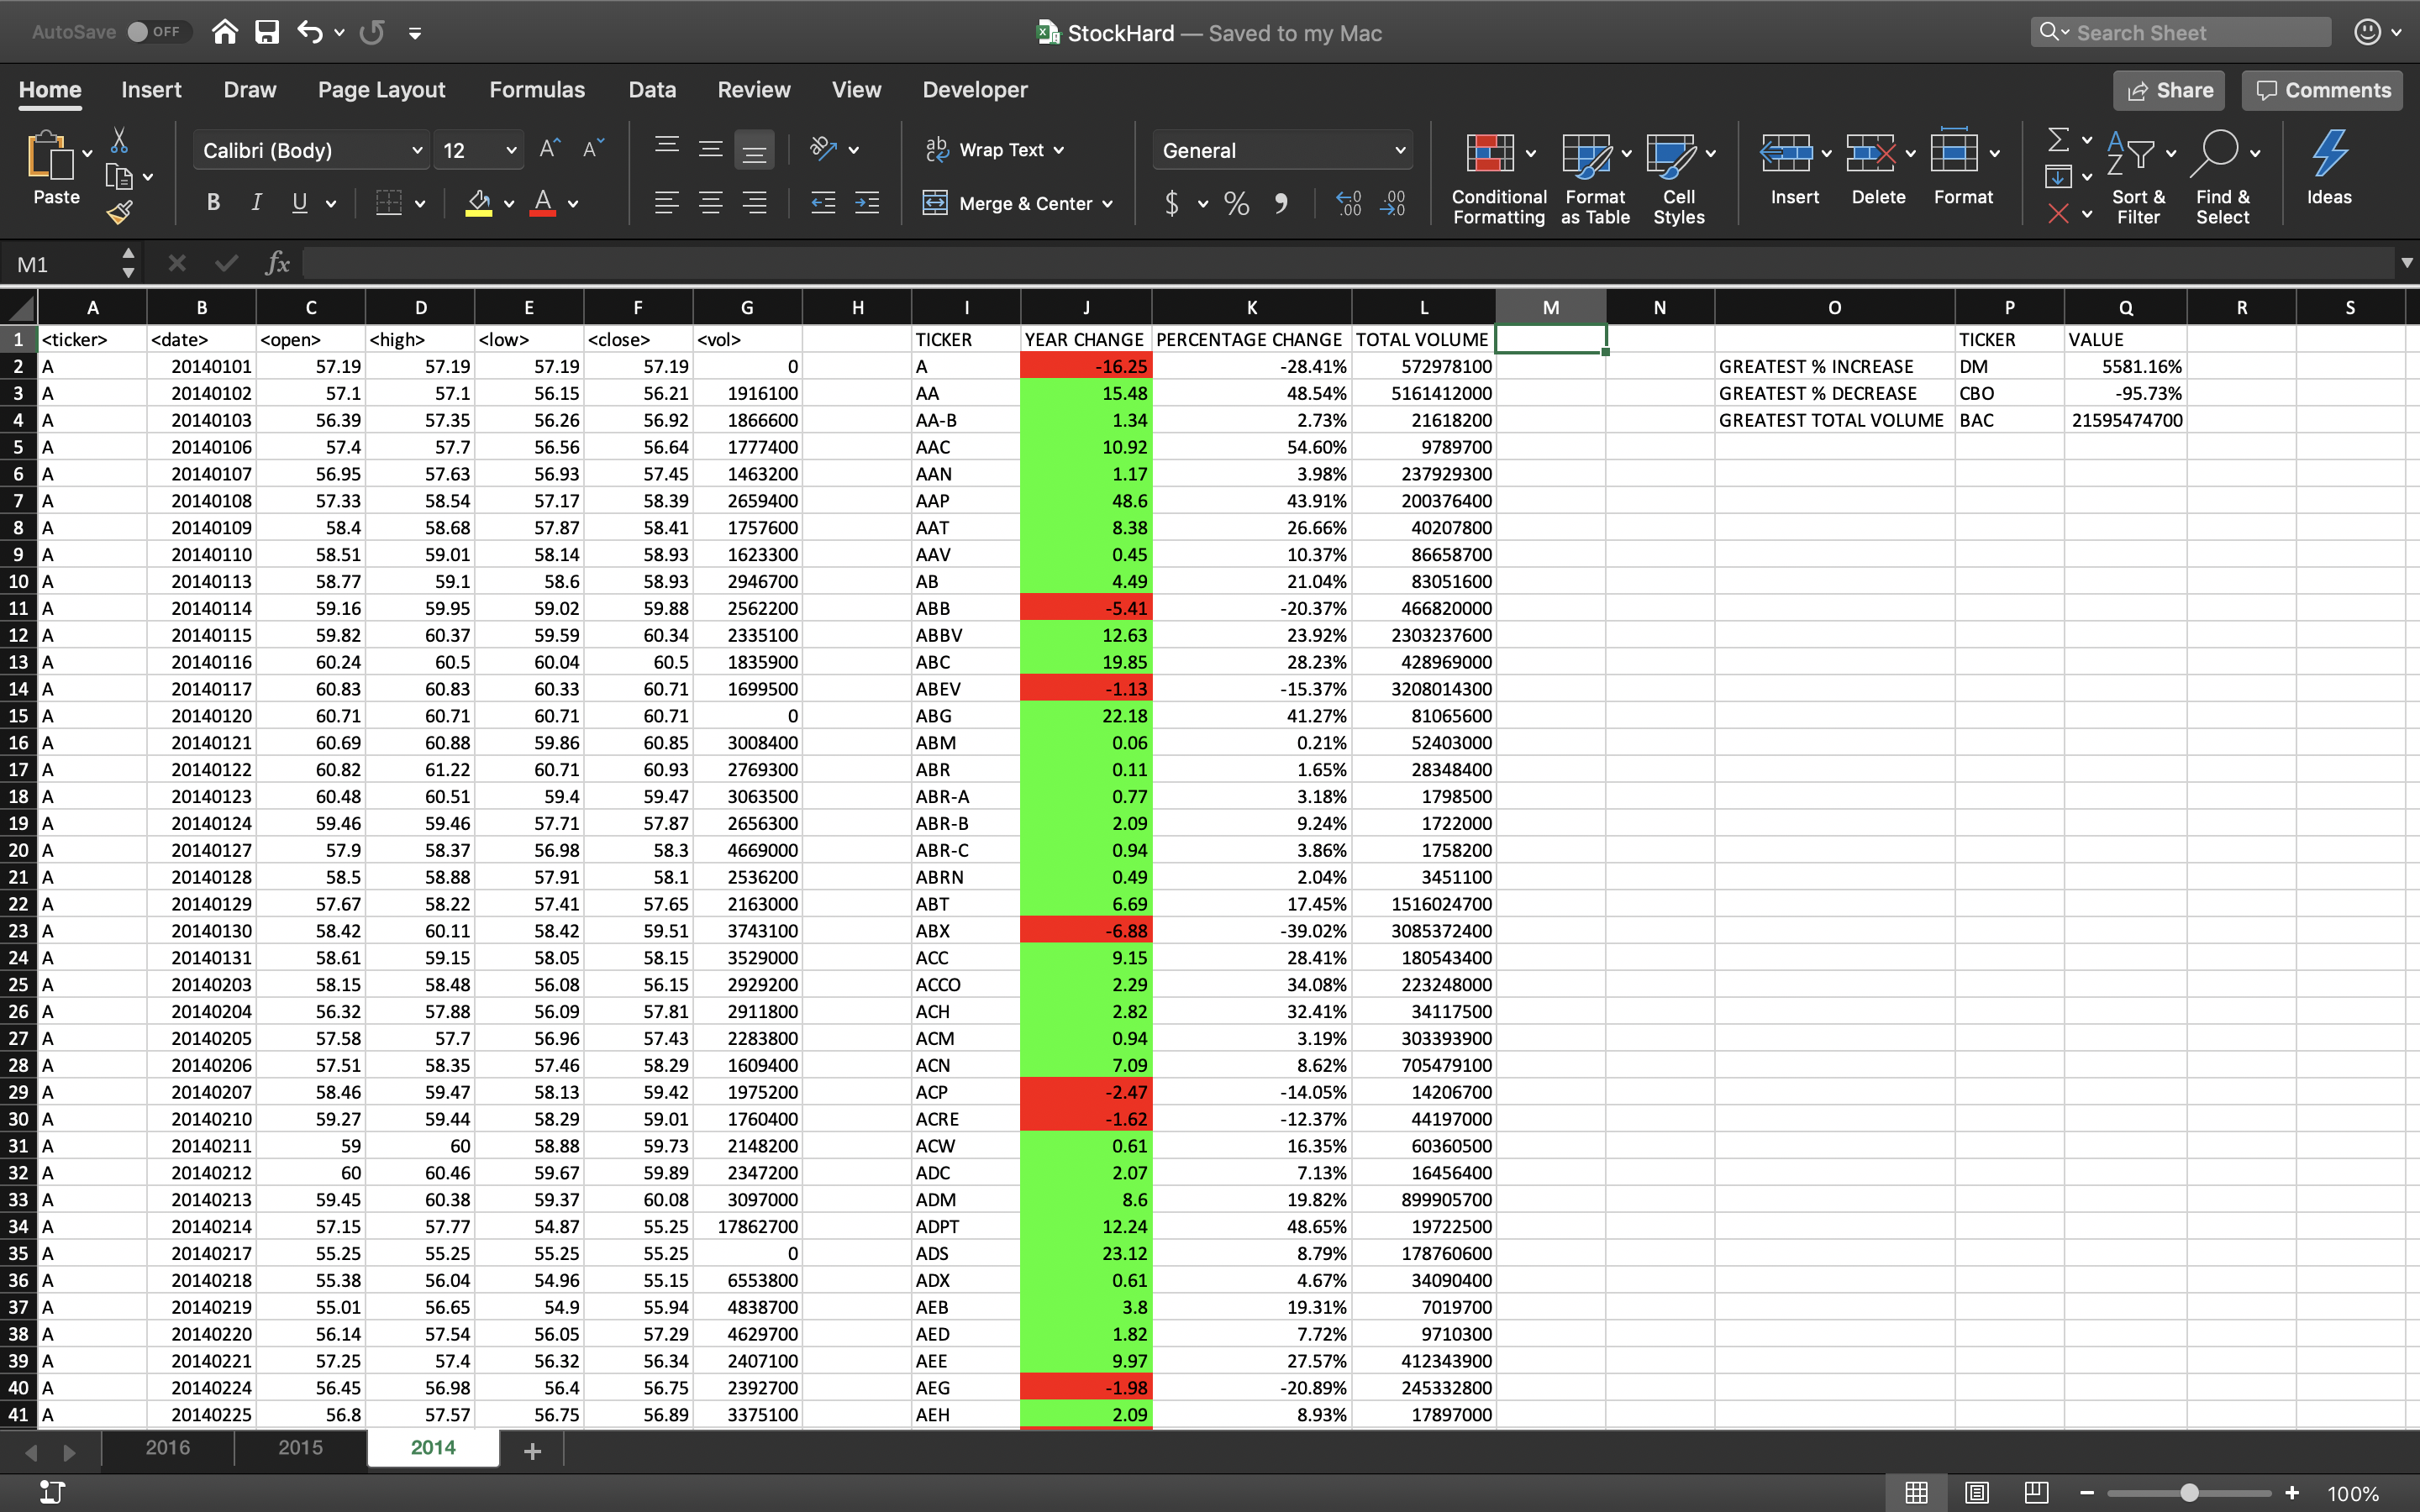 AutoSave OFF StockHard — Saved to my Mac Search Sheet
Home Insert Draw Page Layout Formulas Data Review View Developer Share Comments
Paste Calibri (Body) 12 A A ab Wrap Text General Conditional Formatting Format as Table Cell Styles Insert Delete Format Sort & Filter Find & Select Ideas
B I U A Merge & Center $ %
M1 fx
A B C D E F G H I J K L M N O P Q R S
1 <ticker> <date> <open> <high> <low> <close> <vol> TICKER YEAR CHANGE PERCENTAGE CHANGE TOTAL VOLUME TICKER VALUE
2 A 20140101 57.19 57.19 57.19 57.19 0 A -16.25 -28.41% 572978100 GREATEST % INCREASE DM 5581.16%
3 A 20140102 57.1 57.1 56.15 56.21 1916100 AA 15.48 48.54% 5161412000 GREATEST % DECREASE CBO -95.73%
4 A 20140103 56.39 57.35 56.26 56.92 1866600 AA-B 1.34 2.73% 21618200 GREATEST TOTAL VOLUME BAC 21595474700
5 A 20140106 57.4 57.7 56.56 56.64 1777400 AAC 10.92 54.60% 9789700
6 A 20140107 56.95 57.63 56.93 57.45 1463200 AAN 1.17 3.98% 237929300
7 A 20140108 57.33 58.54 57.17 58.39 2659400 AAP 48.6 43.91% 200376400
8 A 20140109 58.4 58.68 57.87 58.41 1757600 AAT 8.38 26.66% 40207800
9 A 20140110 58.51 59.01 58.14 58.93 1623300 AAV 0.45 10.37% 86658700
10 A 20140113 58.77 59.1 58.6 58.93 2946700 AB 4.49 21.04% 83051600
11 A 20140114 59.16 59.95 59.02 59.88 2562200 ABB -5.41 -20.37% 466820000
12 A 20140115 59.82 60.37 59.59 60.34 2335100 ABBV 12.63 23.92% 2303237600
13 A 20140116 60.24 60.5 60.04 60.5 1835900 ABC 19.85 28.23% 428969000
14 A 20140117 60.83 60.83 60.33 60.71 1699500 ABEV -1.13 -15.37% 3208014300
15 A 20140120 60.71 60.71 60.71 60.71 0 ABG 22.18 41.27% 81065600
16 A 20140121 60.69 60.88 59.86 60.85 3008400 ABM 0.06 0.21% 52403000
17 A 20140122 60.82 61.22 60.71 60.93 2769300 ABR 0.11 1.65% 28348400
18 A 20140123 60.48 60.51 59.4 59.47 3063500 ABR-A 0.77 3.18% 1798500
19 A 20140124 59.46 59.46 57.71 57.87 2656300 ABR-B 2.09 9.24% 1722000
20 A 20140127 57.9 58.37 56.98 58.3 4669000 ABR-C 0.94 3.86% 1758200
21 A 20140128 58.5 58.88 57.91 58.1 2536200 ABRN 0.49 2.04% 3451100
22 A 20140129 57.67 58.22 57.41 57.65 2163000 ABT 6.69 17.45% 1516024700
23 A 20140130 58.42 60.11 58.42 59.51 3743100 ABX -6.88 -39.02% 3085372400
24 A 20140131 58.61 59.15 58.05 58.15 3529000 ACC 9.15 28.41% 180543400
25 A 20140203 58.15 58.48 56.08 56.15 2929200 ACCO 2.29 34.08% 223248000
26 A 20140204 56.32 57.88 56.09 57.81 2911800 ACH 2.82 32.41% 34117500
27 A 20140205 57.58 57.7 56.96 57.43 2283800 ACM 0.94 3.19% 303393900
28 A 20140206 57.51 58.35 57.46 58.29 1609400 ACN 7.09 8.62% 705479100
29 A 20140207 58.46 59.47 58.13 59.42 1975200 ACP -2.47 -14.05% 14206700
30 A 20140210 59.27 59.44 58.29 59.01 1760400 ACRE -1.62 -12.37% 44197000
31 A 20140211 59 60 58.88 59.73 2148200 ACW 0.61 16.35% 60360500
32 A 20140212 60 60.46 59.67 59.89 2347200 ADC 2.07 7.13% 16456400
33 A 20140213 59.45 60.38 59.37 60.08 3097000 ADM 8.6 19.82% 899905700
34 A 20140214 57.15 57.77 54.87 55.25 17862700 ADPT 12.24 48.65% 19722500
35 A 20140217 55.25 55.25 55.25 55.25 0 ADS 23.12 8.79% 178760600
36 A 20140218 55.38 56.04 54.96 55.15 6553800 ADX 0.61 4.67% 34090400
37 A 20140219 55.01 56.65 54.9 55.94 4838700 AEB 3.8 19.31% 7019700
38 A 20140220 56.14 57.54 56.05 57.29 4629700 AED 1.82 7.72% 9710300
39 A 20140221 57.25 57.4 56.32 56.34 2407100 AEE 9.97 27.57% 412343900
40 A 20140224 56.45 56.98 56.4 56.75 2392700 AEG -1.98 -20.89% 245332800
41 A 20140225 56.8 57.57 56.75 56.89 3375100 AEH 2.09 8.93% 17897000
2016 2015 2014 +
100%